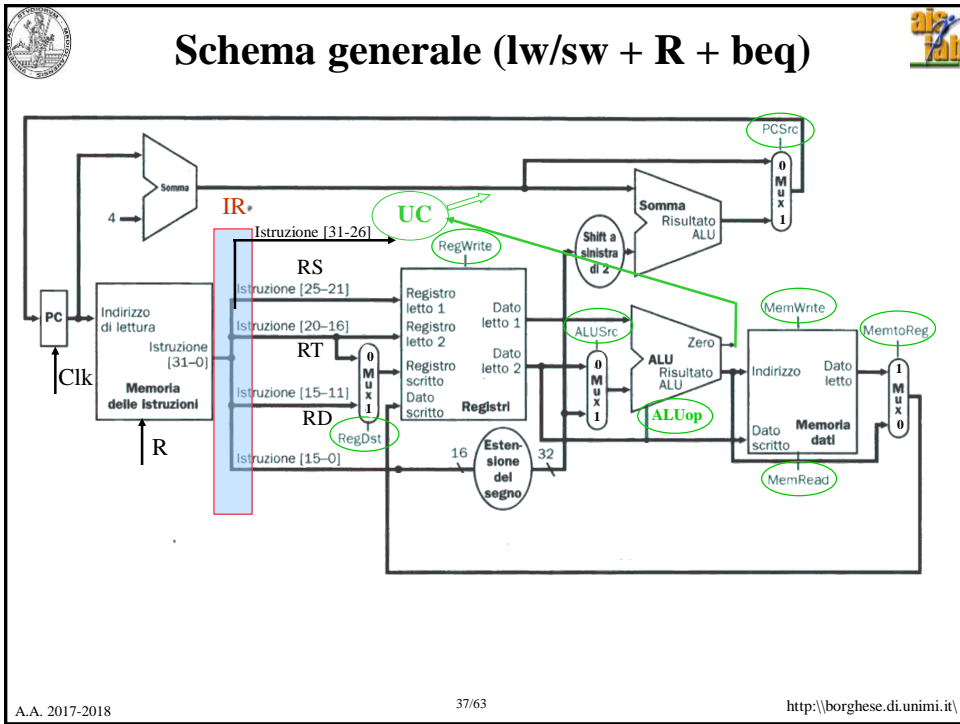 Schema generale (lw/sw + R + beq)
PCSrc
0
M
u
x
1
Somma
4
IR
UC
Istruzione [31-26]
RegWrite
Somma
Risultato
ALU
Shift a
sinistra
di 2
PC
Clk
Indirizzo
di lettura
Istruzione
[31–0]
Memoria
delle istruzioni
R
RS
Istruzione [25–21]
Istruzione [20–16]
RT
Istruzione [15–11]
RD
Istruzione [15–0]
0
M
u
x
1
RegDst
Registro
letto 1
Registro
letto 2
Registro
scritto
Dato
scritto
Dato
letto 1
Dato
letto 2
Registri
16
Esten-
sione
del
segno
32
ALUSrc
0
M
u
x
1
Zero
ALU
Risultato
ALU
ALUop
MemWrite
Indirizzo
Dato
letto
Dato
scritto
Memoria
dati
MemRead
MemtoReg
1
M
u
x
0
A.A. 2017-2018
37/63
http:\\borghese.di.unimi.it\